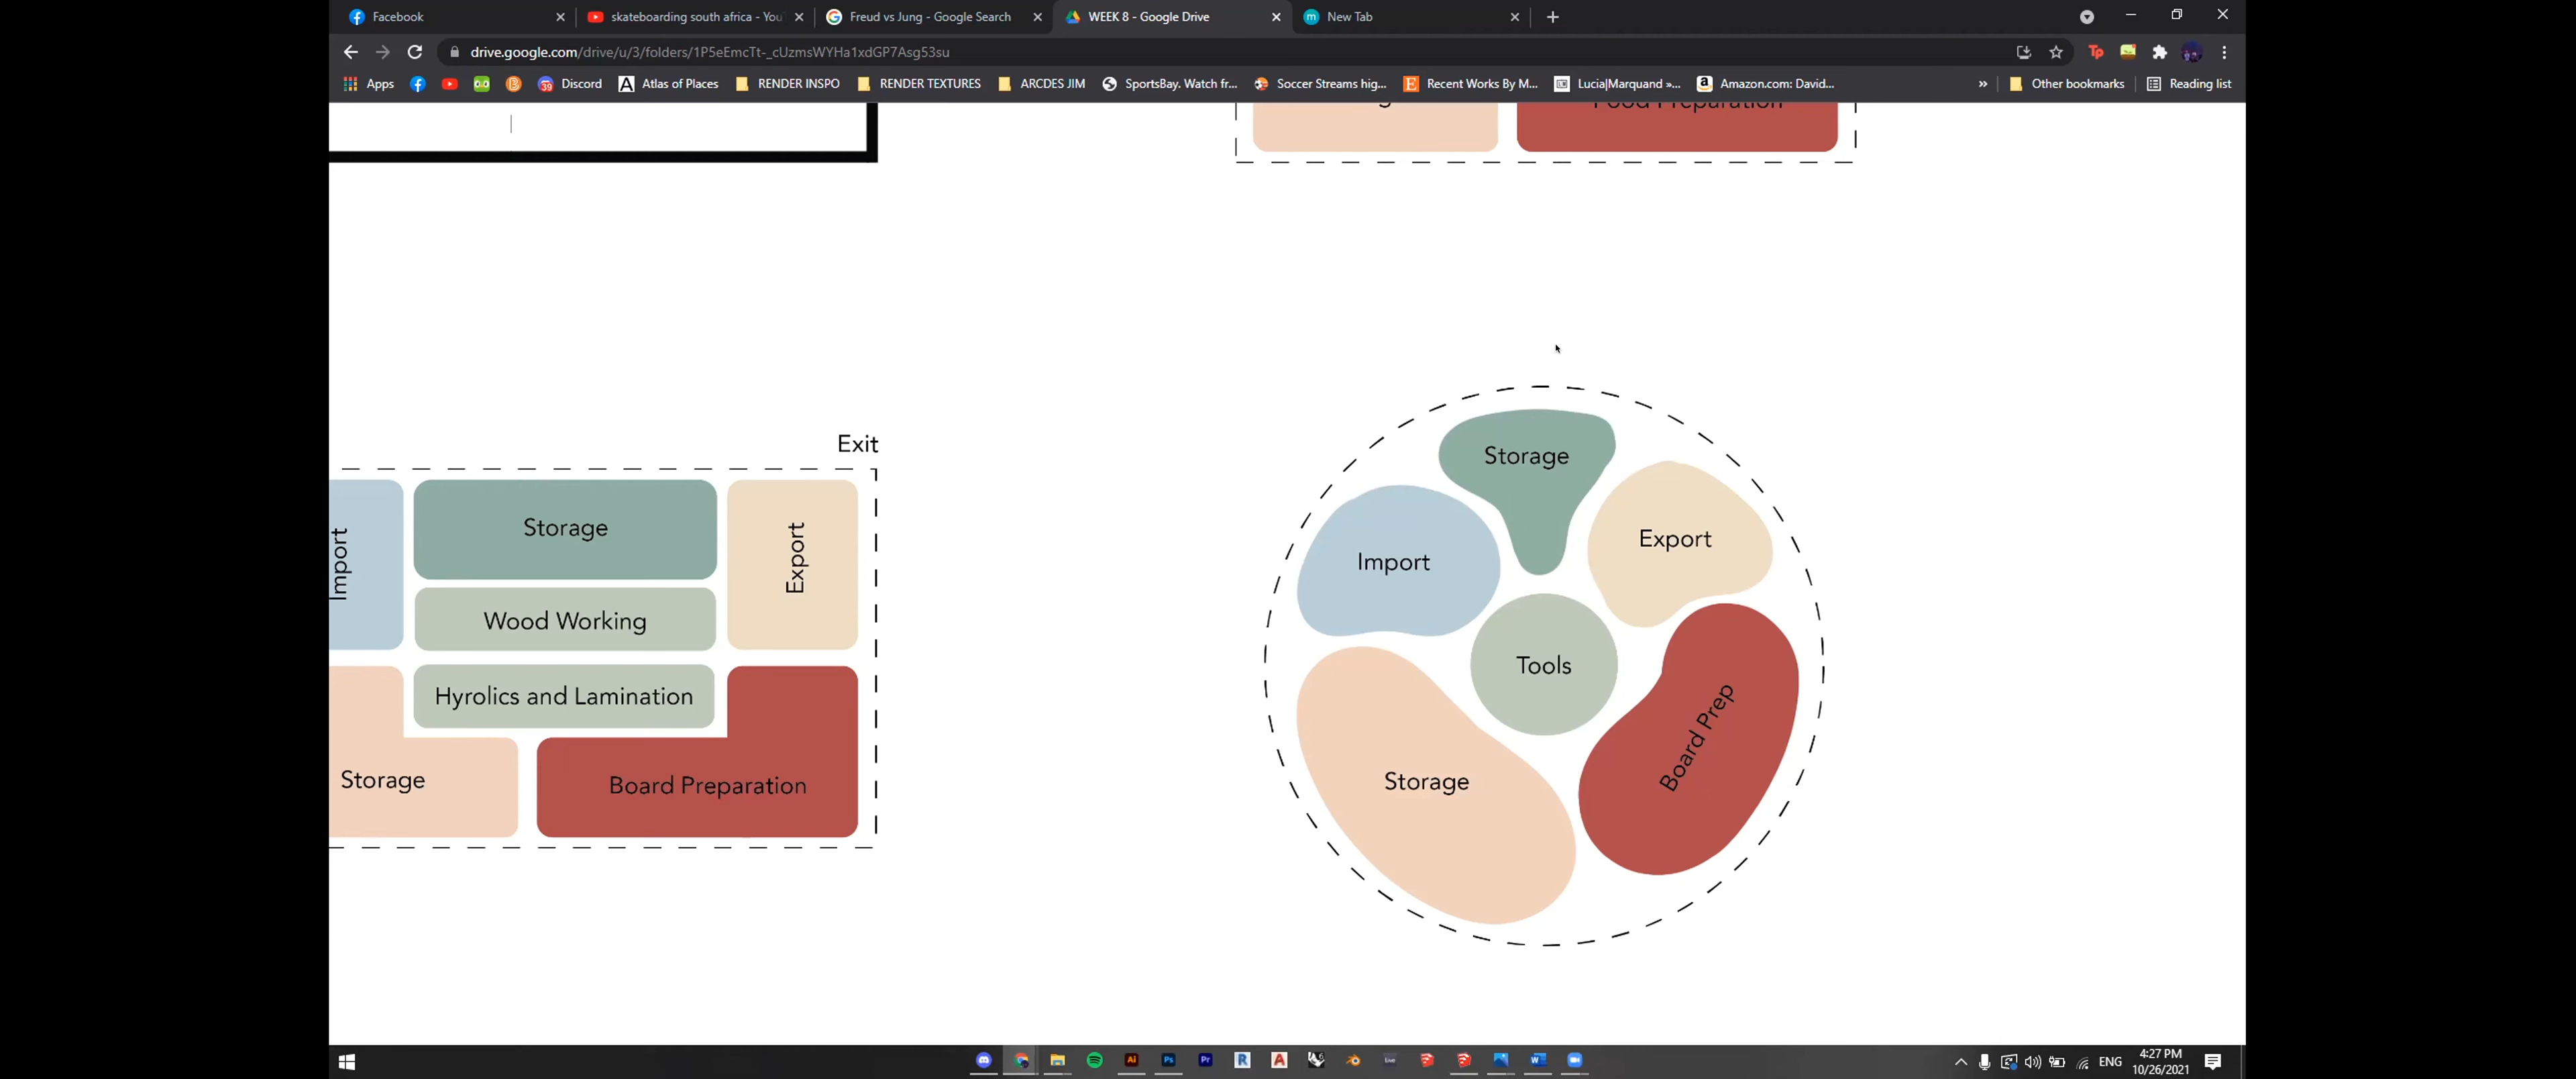 Facebook
skateboarding south africa - You
Freud vs Jung - Google Search
WEEK 8 - Google Drive
New Tab
drive.google.com/drive/u/3/folders/1P5eEmcTt-_cUzmsWYHa1xdGP7Asg53su
Apps
Discord
Atlas of Places
RENDER INSPO
RENDER TEXTURES
ARCDES JIM
SportsBay. Watch fr...
Soccer Streams hig...
Recent Works By M...
Lucia|Marquand »...
Amazon.com: David...
Other bookmarks
Reading list
Food Preparation
Exit
Import
Storage
Export
Wood Working
Hyrolics and Lamination
Storage
Board Preparation
Storage
Import
Export
Tools
Storage
Board Prep
ENG
4:27 PM
10/26/2021